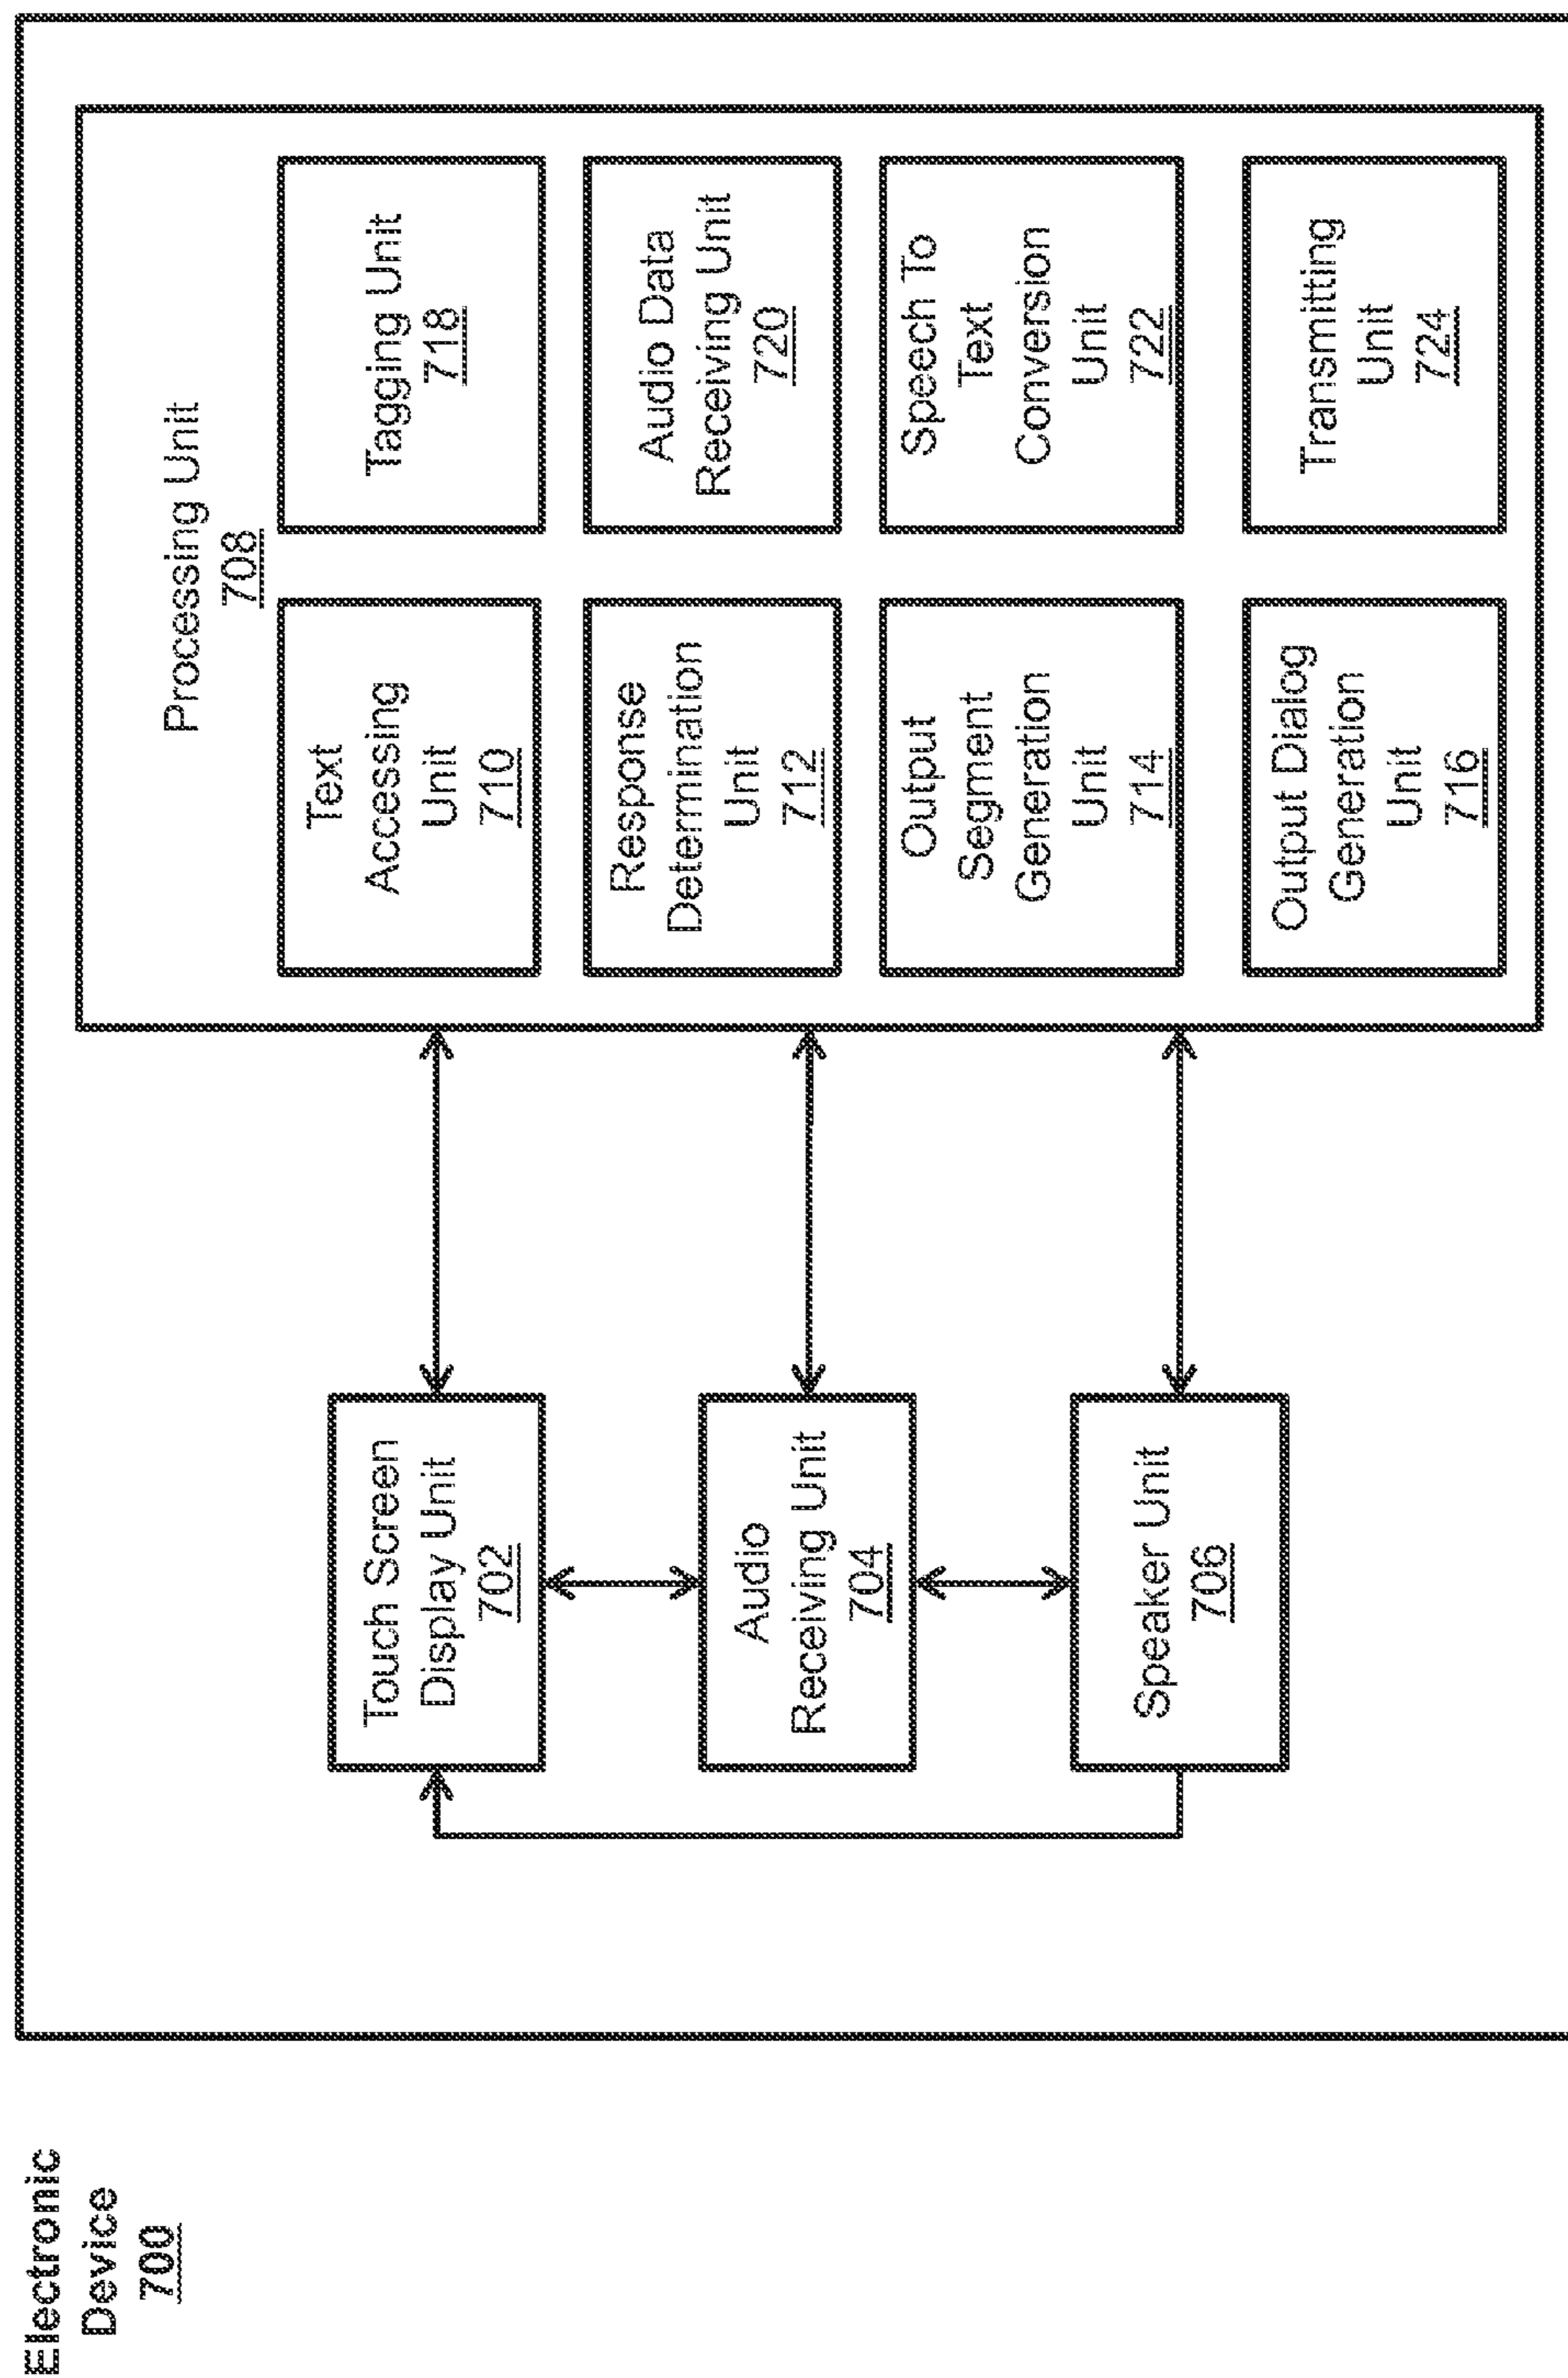 Electronic
Device
700
Touch Screen
Display Unit
702
Audio
Receiving Unit
704
Speaker Unit
706
Processing Unit
708
Text
Accessing
Unit
710
Tagging Unit
718
Response
Determination
Unit
712
Audio Data
Receiving Unit
720
Output
Segment
Generation
Unit
714
Speech To
Text
Conversion
Unit
722
Output Dialog
Generation
Unit
716
Transmitting
Unit
724